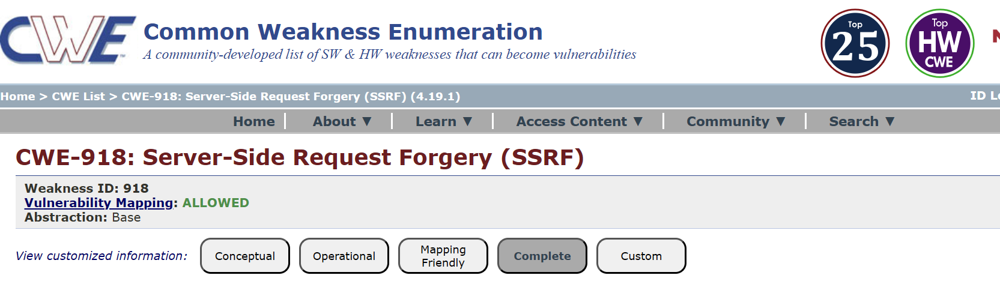 CWE
Common Weakness Enumeration
A community-developed list of SW & HW weaknesses that can become vulnerabilities
Top
25
Top
HW
CWE
Home > CWE List > CWE-918: Server-Side Request Forgery (SSRF) (4.19.1)
ID
Home
About ▼
Learn ▼
Access Content ▼
Community ▼
Search ▼
CWE-918: Server-Side Request Forgery (SSRF)
Weakness ID: 918
Vulnerability Mapping: ALLOWED
Abstraction: Base
View customized information:
Conceptual
Operational
Mapping
Friendly
Complete
Custom